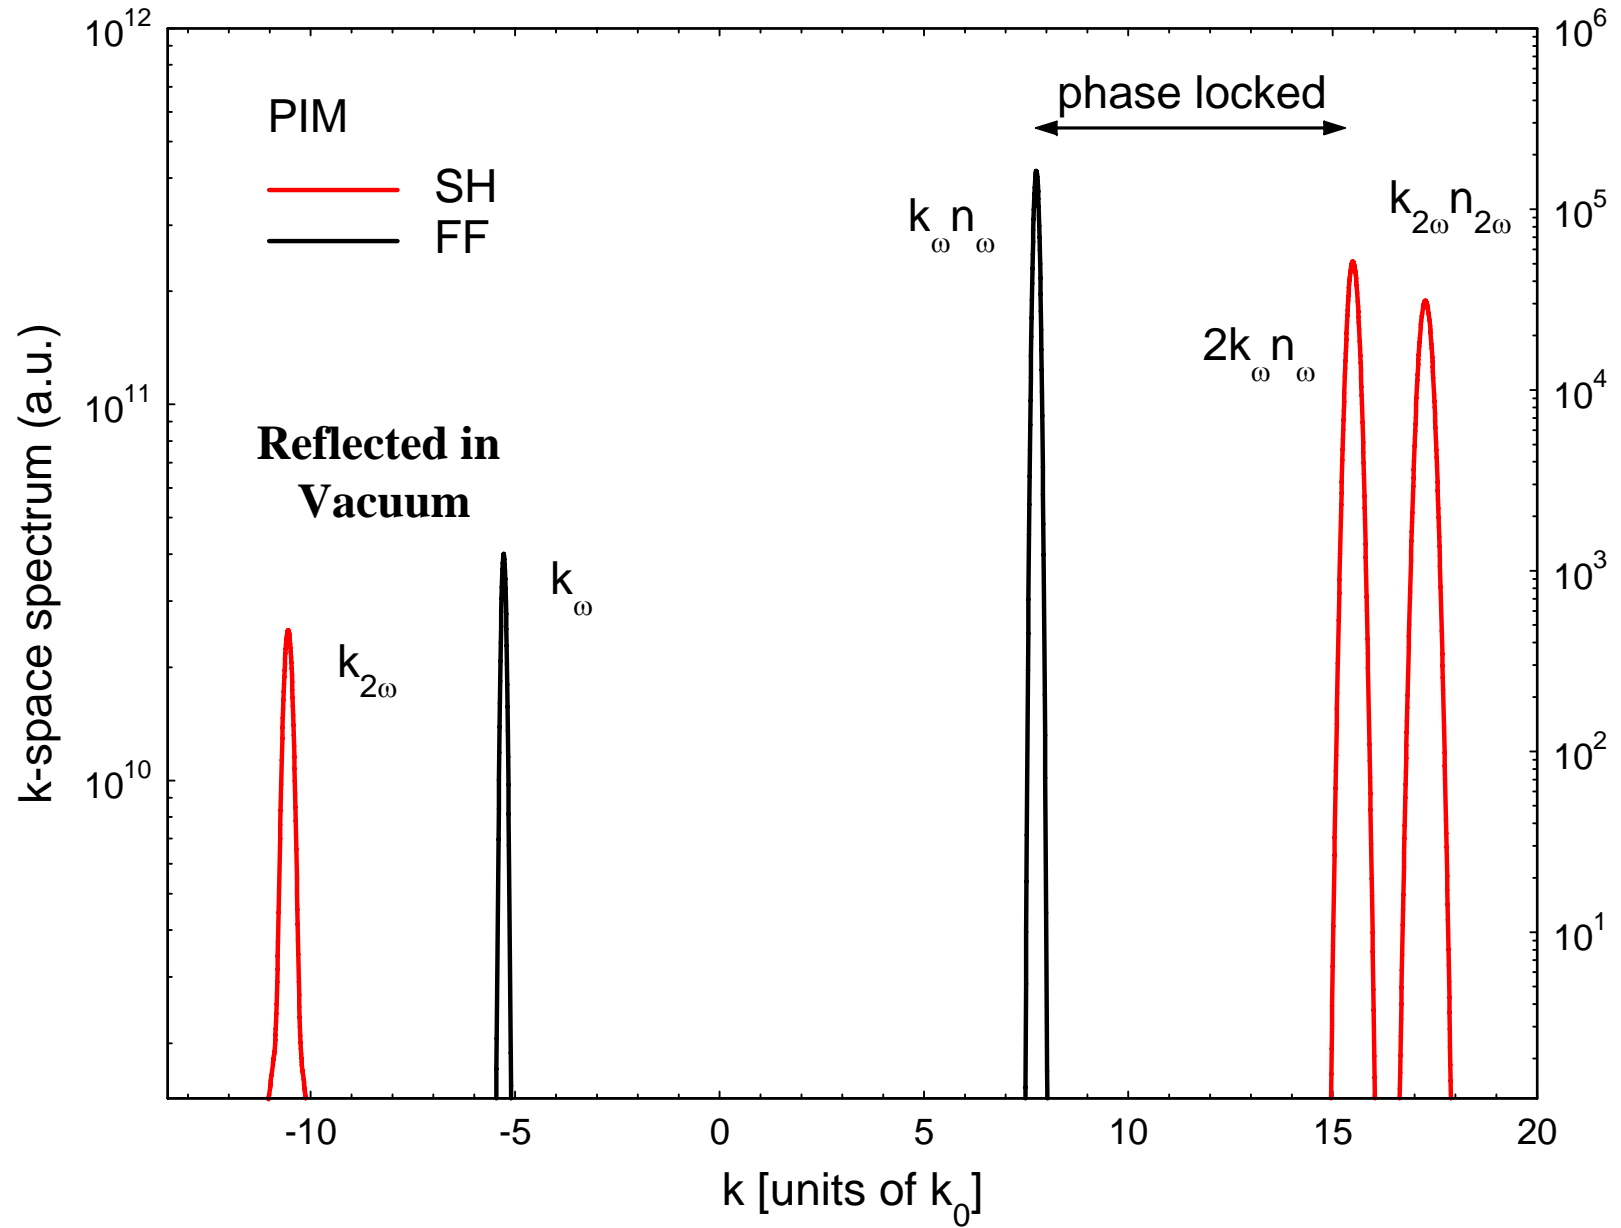 10^12
10^6
phase locked
PIM
SH
FF
k_ω n_ω
k_2ω n_2ω
10^5
2k_ω n_ω
10^11
10^4
Reflected in
Vacuum
k-space spectrum (a.u.)
k_ω
10^3
k_2ω
10^10
10^2
10^1
-10 -5 0 5 10 15 20
k [units of k_0]